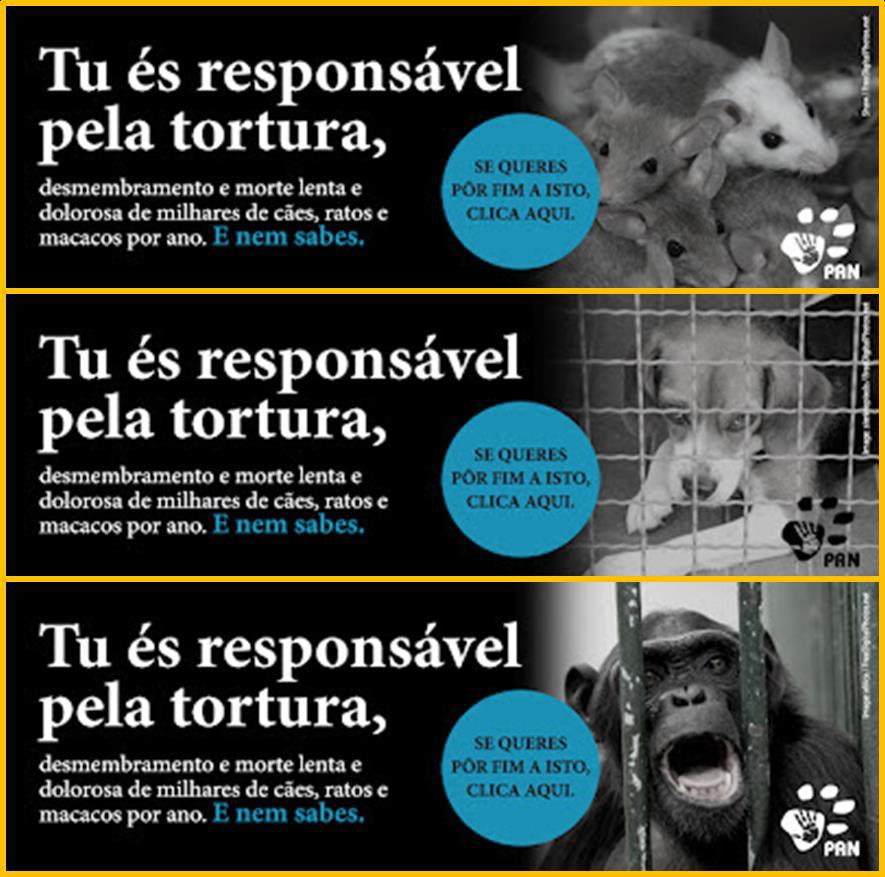 Tu és responsável
pela tortura,
desmembramento e morte lenta e
dolorosa de milhares de cães, ratos e
macacos por ano. E nem sabes.
SE QUERES
PÔR FIM A ISTO,
CLICA AQUI.
PAN
Tu és responsável
pela tortura,
desmembramento e morte lenta e
dolorosa de milhares de cães, ratos e
macacos por ano. E nem sabes.
SE QUERES
PÔR FIM A ISTO,
CLICA AQUI.
PAN
Tu és responsável
pela tortura,
desmembramento e morte lenta e
dolorosa de milhares de cães, ratos e
macacos por ano. E nem sabes.
SE QUERES
PÔR FIM A ISTO,
CLICA AQUI.
PAN